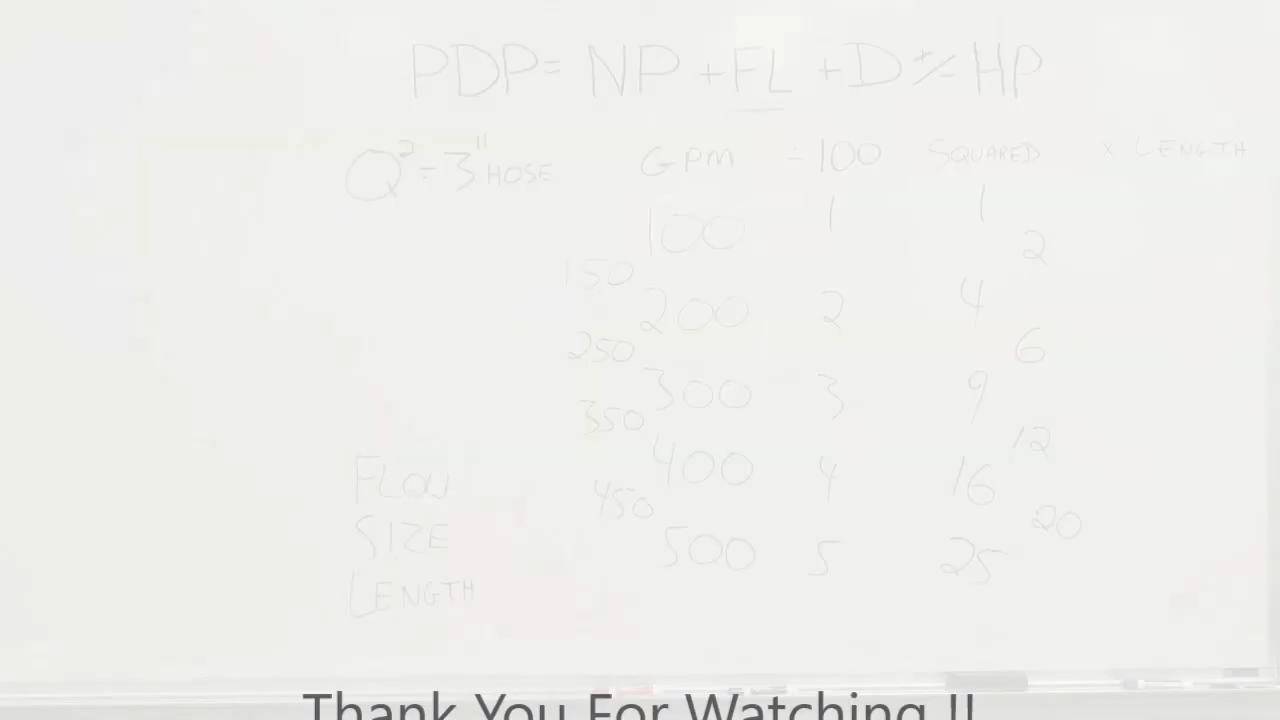 PDP= NP +FL +D +/- HP
Q² ÷ 3" HOSE GPM ÷100 SQUARED x LENGTH
100 1 1
150 2
200 2 4
250 6
300 3 9
350 12
400 4 16
450 20
500 5 25
FLOW
SIZE
LENGTH
Thank You For Watching !!